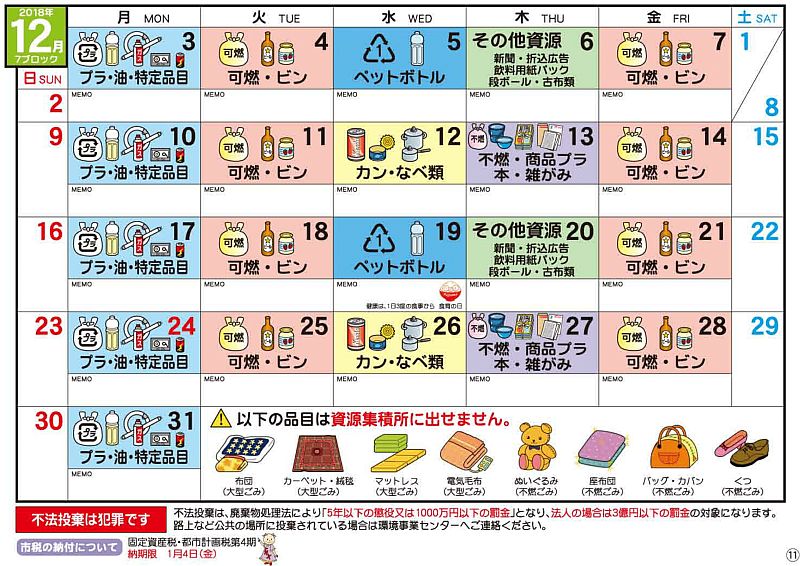 2018年
12月
7ブロック
日 SUN
月 MON
火 TUE
水 WED
木 THU
金 FRI
土 SAT
1
2
MEMO
3
プラ
プラ・油・特定品目
MEMO
4
可燃
可燃・ビン
MEMO
5
1
ペットボトル
MEMO
6
その他資源
新聞・折込広告
飲料用紙パック
段ボール・古布類
MEMO
7
可燃
可燃・ビン
MEMO
8
9
10
プラ
プラ・油・特定品目
MEMO
11
可燃
可燃・ビン
MEMO
12
カン・なべ類
MEMO
13
不燃
不燃・商品プラ
本・雑がみ
MEMO
14
可燃
可燃・ビン
MEMO
15
16
17
プラ
プラ・油・特定品目
MEMO
18
可燃
可燃・ビン
MEMO
19
1
ペットボトル
MEMO
健康は、1日3度の食事から 食育の日
20
その他資源
新聞・折込広告
飲料用紙パック
段ボール・古布類
MEMO
21
可燃
可燃・ビン
MEMO
22
23
24
プラ
プラ・油・特定品目
MEMO
25
可燃
可燃・ビン
MEMO
26
カン・なべ類
MEMO
27
不燃
不燃・商品プラ
本・雑がみ
MEMO
28
可燃
可燃・ビン
MEMO
29
30
31
プラ
プラ・油・特定品目
MEMO
以下の品目は資源集積所に出せません。
布団
(大型ごみ)
カーペット・絨毯
(大型ごみ)
マットレス
(大型ごみ)
電気毛布
(大型ごみ)
ぬいぐるみ
(不燃ごみ)
座布団
(不燃ごみ)
バッグ・カバン
(不燃ごみ)
くつ
(不燃ごみ)
不法投棄は犯罪です
不法投棄は、廃棄物処理法により「5年以下の懲役又は1000万円以下の罰金」となり、法人の場合は3億円以下の罰金の対象になります。
路上など公共の場所に投棄されている場合は環境事業センターへご連絡ください。
市税の納付について
固定資産税・都市計画税第4期
納期限 1月4日(金)
11